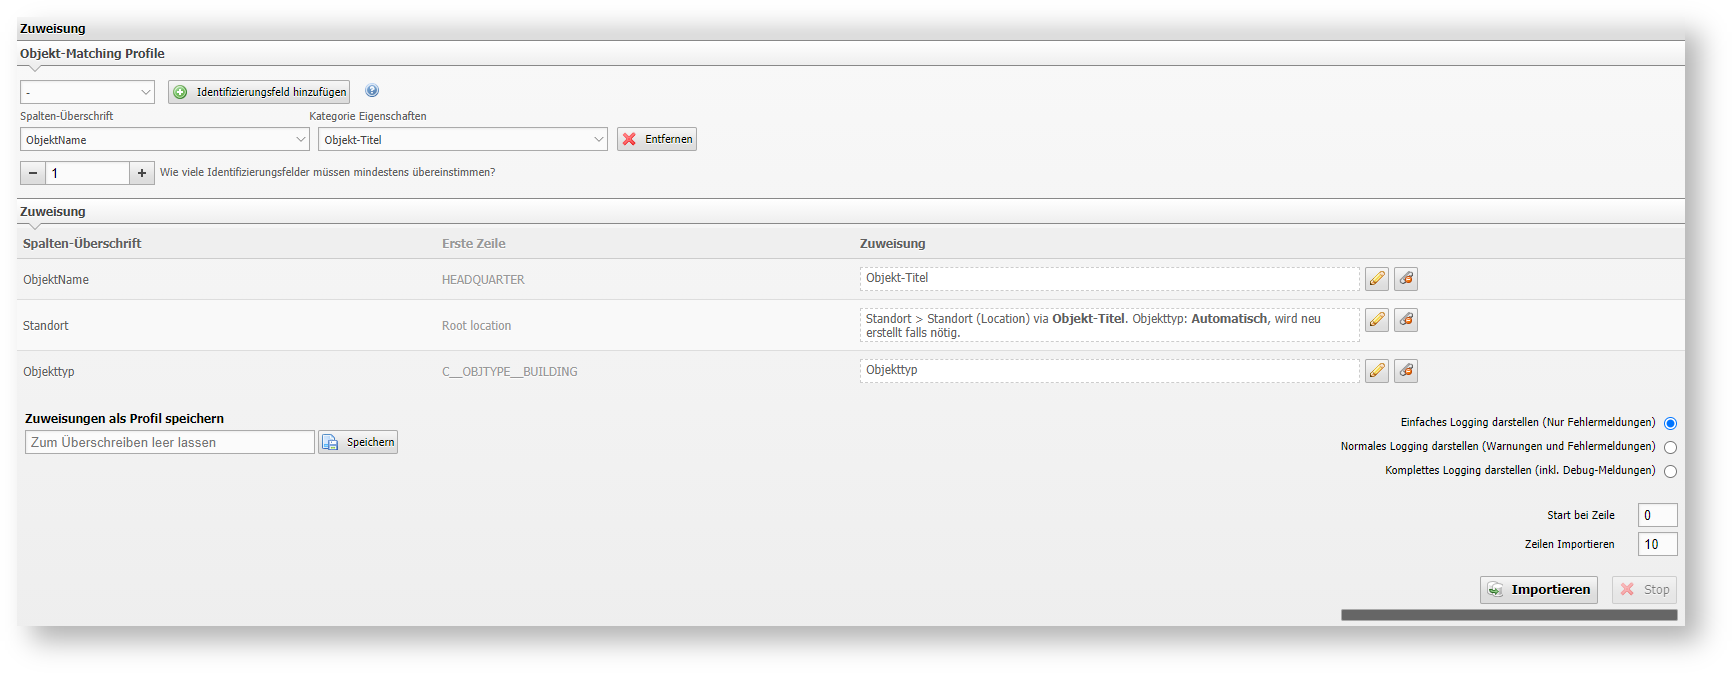 Zuweisung
Objekt-Matching Profile
- Identifizierungsfeld hinzufügen
Spalten-Überschrift Kategorie Eigenschaften
ObjektName Objekt-Titel Entfernen
− 1 + Wie viele Identifizierungsfelder müssen mindestens übereinstimmen?
Zuweisung
Spalten-Überschrift Erste Zeile Zuweisung
ObjektName HEADQUARTER Objekt-Titel
Standort Root location Standort > Standort (Location) via Objekt-Titel. Objekttyp: Automatisch, wird neu
erstellt falls nötig.
Objekttyp C__OBJTYPE__BUILDING Objekttyp
Zuweisungen als Profil speichern
Zum Überschreiben leer lassen Speichern
Einfaches Logging darstellen (Nur Fehlermeldungen)
Normales Logging darstellen (Warnungen und Fehlermeldungen)
Komplettes Logging darstellen (inkl. Debug-Meldungen)
Start bei Zeile 0
Zeilen Importieren 10
Importieren Stop